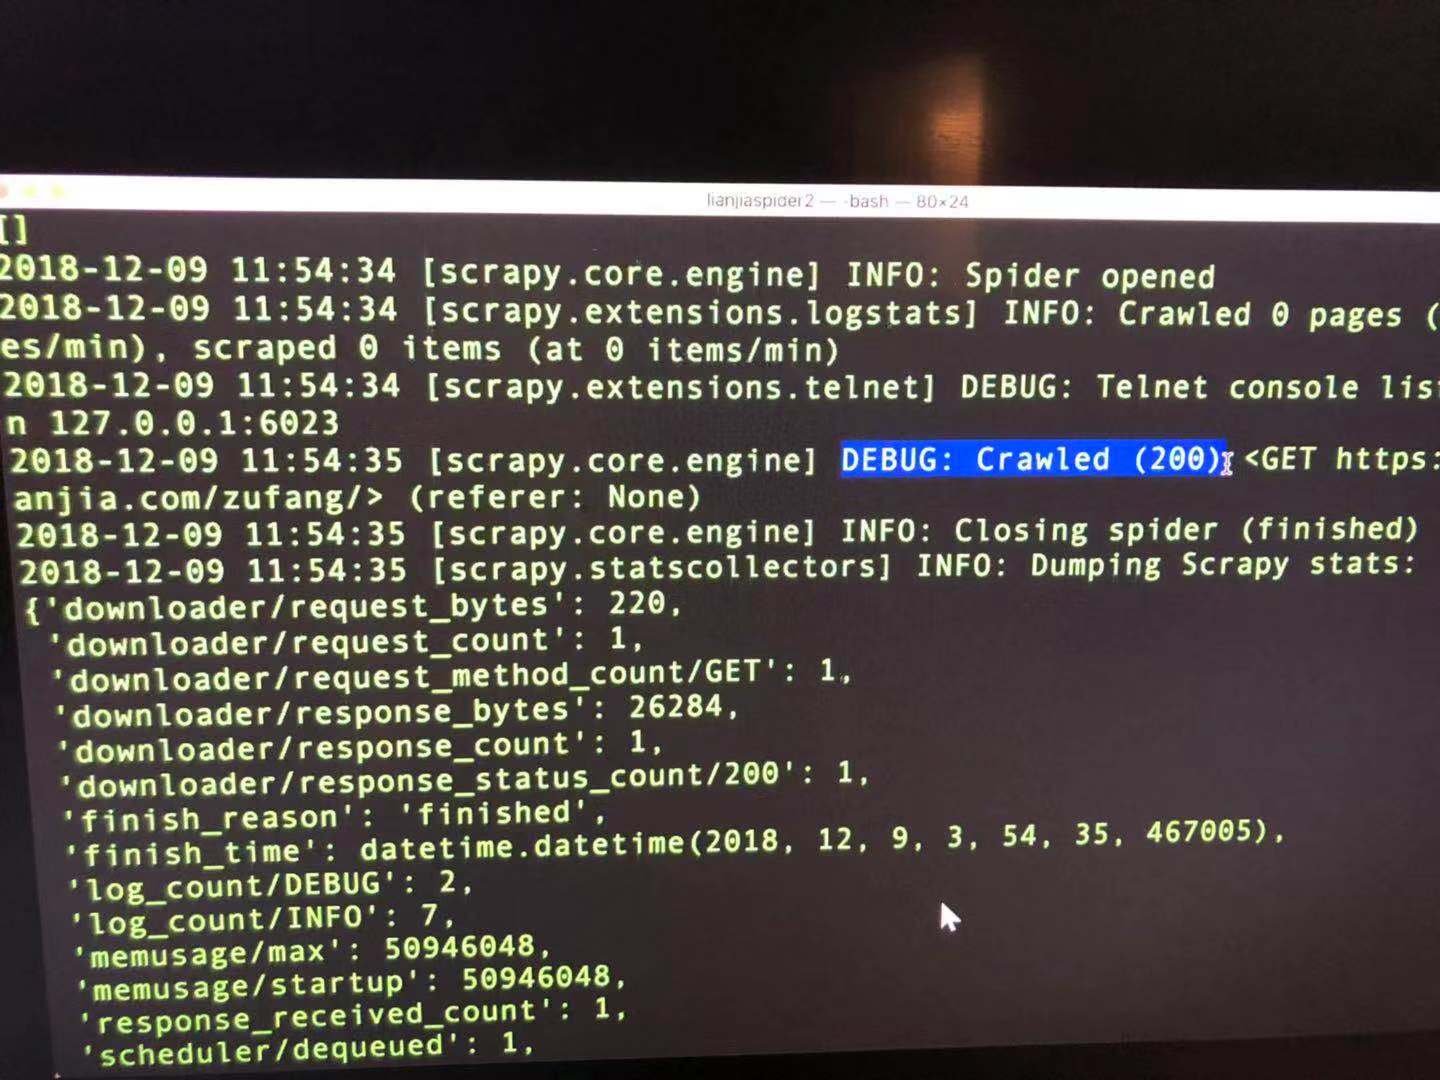 lianjiaspider2 — -bash — 80×24
[]
2018-12-09 11:54:34 [scrapy.core.engine] INFO: Spider opened
2018-12-09 11:54:34 [scrapy.extensions.logstats] INFO: Crawled 0 pages (
es/min), scraped 0 items (at 0 items/min)
2018-12-09 11:54:34 [scrapy.extensions.telnet] DEBUG: Telnet console lis
n 127.0.0.1:6023
2018-12-09 11:54:35 [scrapy.core.engine] DEBUG: Crawled (200) <GET https:
anjia.com/zufang/> (referer: None)
2018-12-09 11:54:35 [scrapy.core.engine] INFO: Closing spider (finished)
2018-12-09 11:54:35 [scrapy.statscollectors] INFO: Dumping Scrapy stats:
{'downloader/request_bytes': 220,
'downloader/request_count': 1,
'downloader/request_method_count/GET': 1,
'downloader/response_bytes': 26284,
'downloader/response_count': 1,
'downloader/response_status_count/200': 1,
'finish_reason': 'finished',
'finish_time': datetime.datetime(2018, 12, 9, 3, 54, 35, 467005),
'log_count/DEBUG': 2,
'log_count/INFO': 7,
'memusage/max': 50946048,
'memusage/startup': 50946048,
'response_received_count': 1,
'scheduler/dequeued': 1,